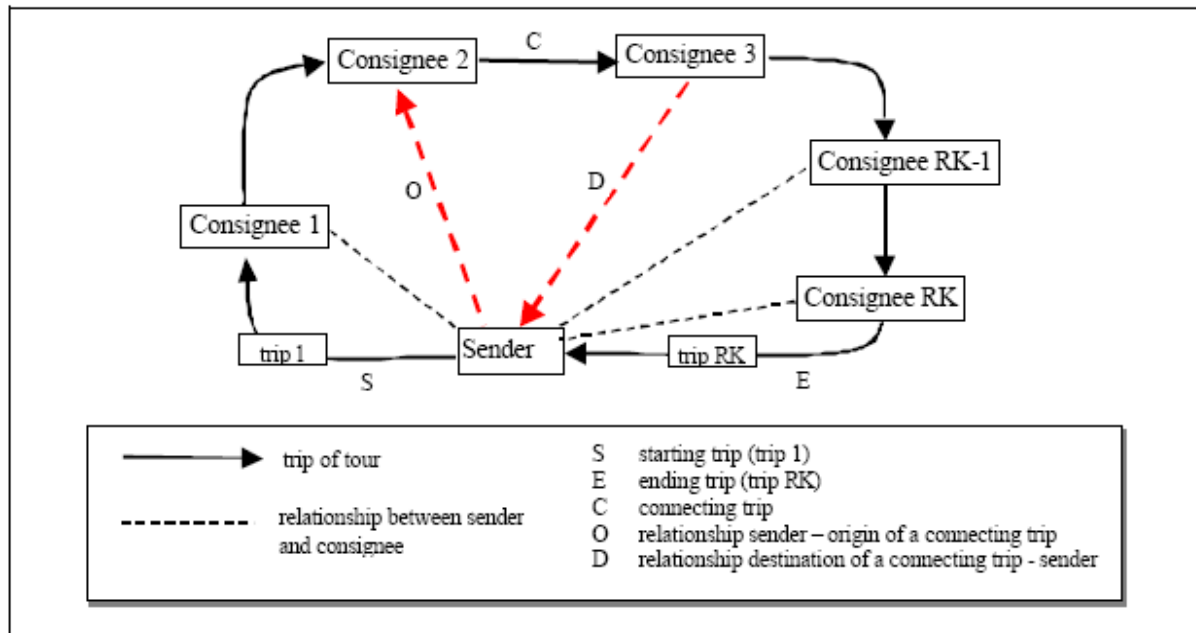 Consignee 2
C
Consignee 3
Consignee RK-1
O
D
Consignee 1
Consignee RK
trip 1
Sender
trip RK
S
E
trip of tour
relationship between sender
and consignee
S starting trip (trip 1)
E ending trip (trip RK)
C connecting trip
O relationship sender – origin of a connecting trip
D relationship destination of a connecting trip - sender